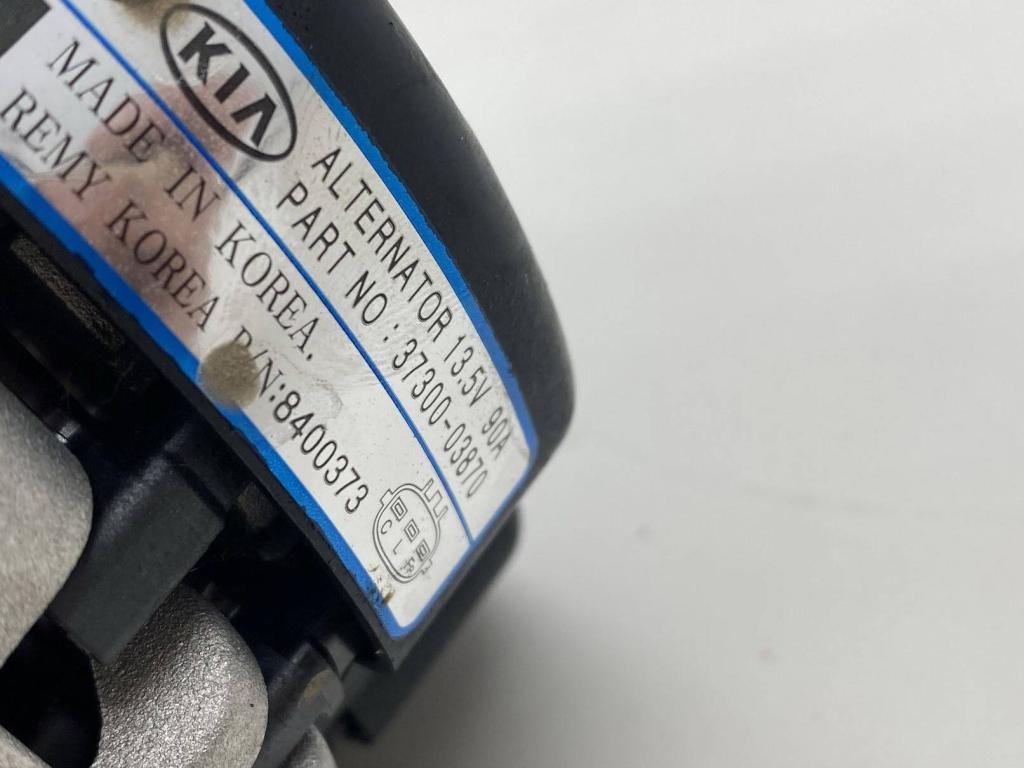 KIA
ALTERNATOR 13.5V 90A
PART NO : 37300-03870
MADE IN KOREA.
REMY KOREA P/N:8400373
C L